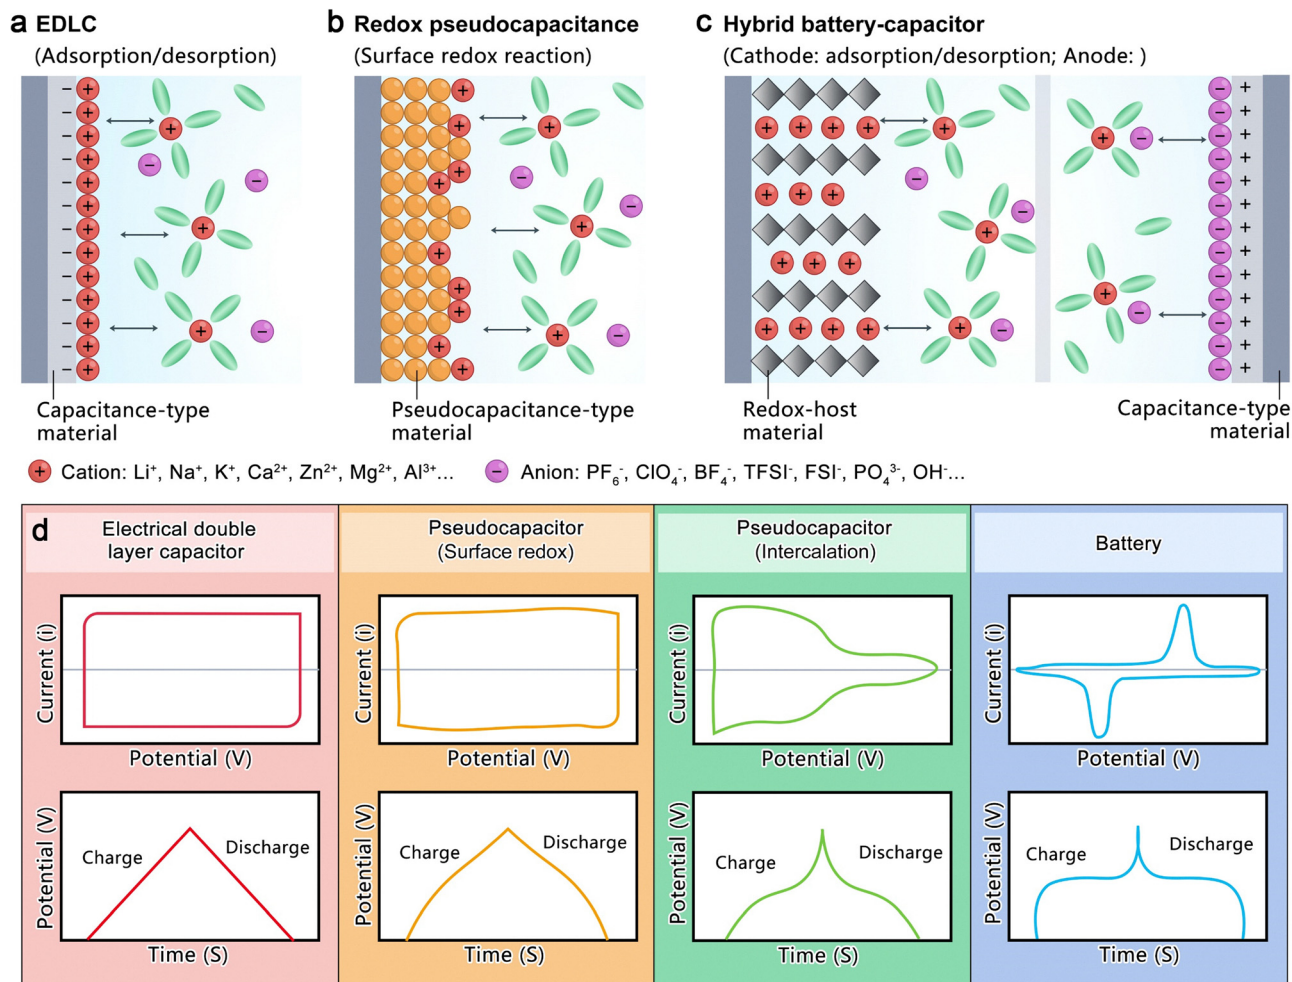 a EDLC
(Adsorption/desorption)
b Redox pseudocapacitance
(Surface redox reaction)
c Hybrid battery-capacitor
(Cathode: adsorption/desorption; Anode: )
Capacitance-type
material
Pseudocapacitance-type
material
Redox-host
material
Capacitance-type
material
+ Cation: Li⁺, Na⁺, K⁺, Ca²⁺, Zn²⁺, Mg²⁺, Al³⁺...
− Anion: PF₆⁻, ClO₄⁻, BF₄⁻, TFSI⁻, FSI⁻, PO₄³⁻, OH⁻...
d
Electrical double
layer capacitor
Current (i)
Potential (V)
Potential (V)
Charge
Discharge
Time (S)
Pseudocapacitor
(Surface redox)
Current (i)
Potential (V)
Potential (V)
Charge
Discharge
Time (S)
Pseudocapacitor
(Intercalation)
Current (i)
Potential (V)
Potential (V)
Charge
Discharge
Time (S)
Battery
Current (i)
Potential (V)
Potential (V)
Charge
Discharge
Time (S)